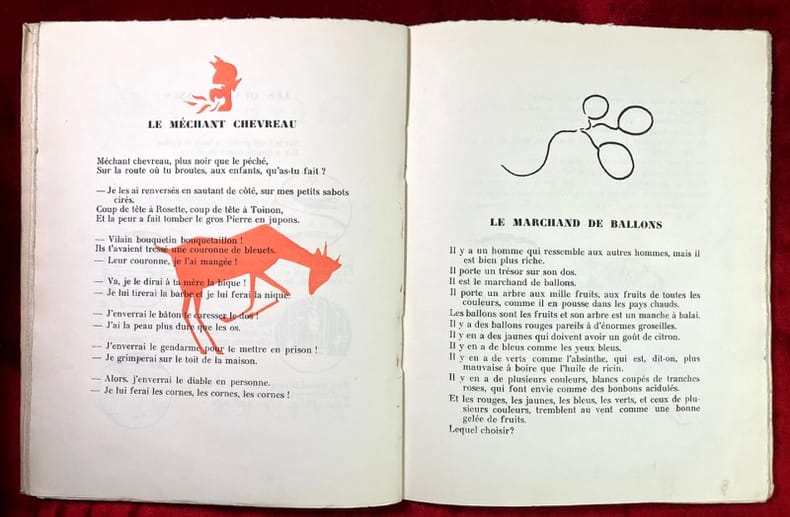 LE MÉCHANT CHEVREAU
Méchant chevreau, plus noir que le péché,
Sur la route où tu broutes, aux enfants, qu'as-tu fait ?
— Je les ai renversés en sautant de côté, sur mes petits sabots
cirés.
Coup de tête à Rosette, coup de tête à Toinon,
Et la peur a fait tomber le gros Pierre en jupons.
— Vilain bouquetin bouquetaillon !
Ils t'avaient tressé une couronne de bleuets.
— Leur couronne, je l'ai mangée !
— Va, je le dirai à ta mère la bique !
— Je lui tirerai la barbe et je lui ferai la nique.
— J'enverrai le bâton te caresser le dos !
— J'ai la peau plus dure que les os.
— J'enverrai le gendarme pour te mettre en prison !
— Je grimperai sur le toit de la maison.
— Alors, j'enverrai le diable en personne.
— Je lui ferai les cornes, les cornes, les cornes !
LE MARCHAND DE BALLONS
Il y a un homme qui ressemble aux autres hommes, mais il
est bien plus riche.
Il porte un trésor sur son dos.
Il est le marchand de ballons.
Il porte un arbre aux mille fruits, aux fruits de toutes les
couleurs, comme il en pousse dans les pays chauds.
Les ballons sont les fruits et son arbre est un manche à balai.
Il y a des ballons rouges pareils à d'énormes groseilles.
Il y en a des jaunes qui doivent avoir un goût de citron.
Il y en a de bleus comme les yeux bleus.
Il y en a de verts comme l'absinthe, qui est, dit-on, plus
mauvaise à boire que l'huile de ricin.
Il y en a de plusieurs couleurs, blancs coupés de tranches
roses, qui font envie comme des bonbons acidulés.
Et les rouges, les jaunes, les bleus, les verts, et ceux de plu-
sieurs couleurs, tremblent au vent comme une bonne
gelée de fruits.
Lequel choisir?